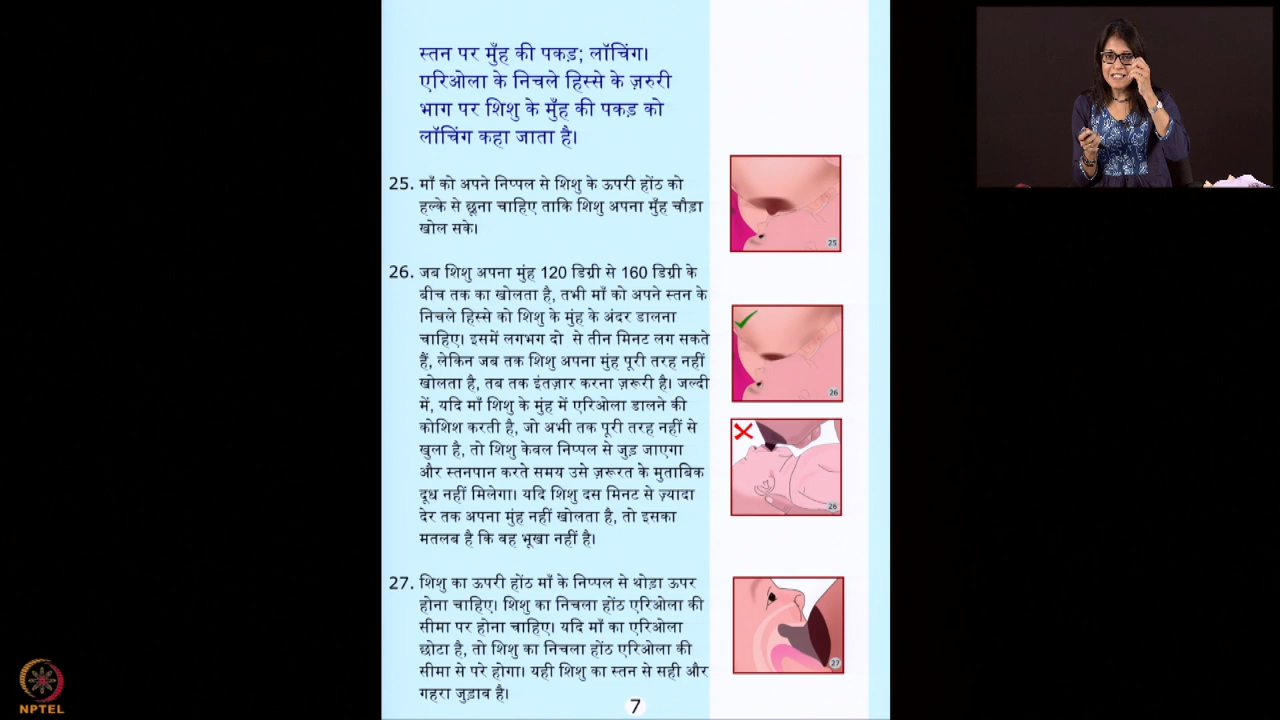 स्तन पर मुँह की पकड़; लॉचिंग।
एरिओला के निचले हिस्से के ज़रुरी
भाग पर शिशु के मुँह की पकड़ को
लॉचिंग कहा जाता है।
25. माँ को अपने निप्पल से शिशु के ऊपरी होंठ को
हल्के से छूना चाहिए ताकि शिशु अपना मुँह चौड़ा
खोल सके।
25
26. जब शिशु अपना मुंह 120 डिग्री से 160 डिग्री के
बीच तक का खोलता है, तभी माँ को अपने स्तन के
निचले हिस्से को शिशु के मुंह के अंदर डालना
चाहिए। इसमें लगभग दो से तीन मिनट लग सकते
हैं, लेकिन जब तक शिशु अपना मुंह पूरी तरह नहीं
खोलता है, तब तक इंतज़ार करना ज़रूरी है। जल्दी
में, यदि माँ शिशु के मुंह में एरिओला डालने की
कोशिश करती है, जो अभी तक पूरी तरह नहीं से
खुला है, तो शिशु केवल निप्पल से जुड़ जाएगा
और स्तनपान करते समय उसे ज़रूरत के मुताबिक
दूध नहीं मिलेगा। यदि शिशु दस मिनट से ज़्यादा
देर तक अपना मुंह नहीं खोलता है, तो इसका
मतलब है कि वह भूखा नहीं है।
26
26
27. शिशु का ऊपरी होंठ माँ के निप्पल से थोड़ा ऊपर
होना चाहिए। शिशु का निचला होंठ एरिओला की
सीमा पर होना चाहिए। यदि माँ का एरिओला
छोटा है, तो शिशु का निचला होंठ एरिओला की
सीमा से परे होगा। यही शिशु का स्तन से सही और
गहरा जुड़ाव है।
27
7
NPTEL